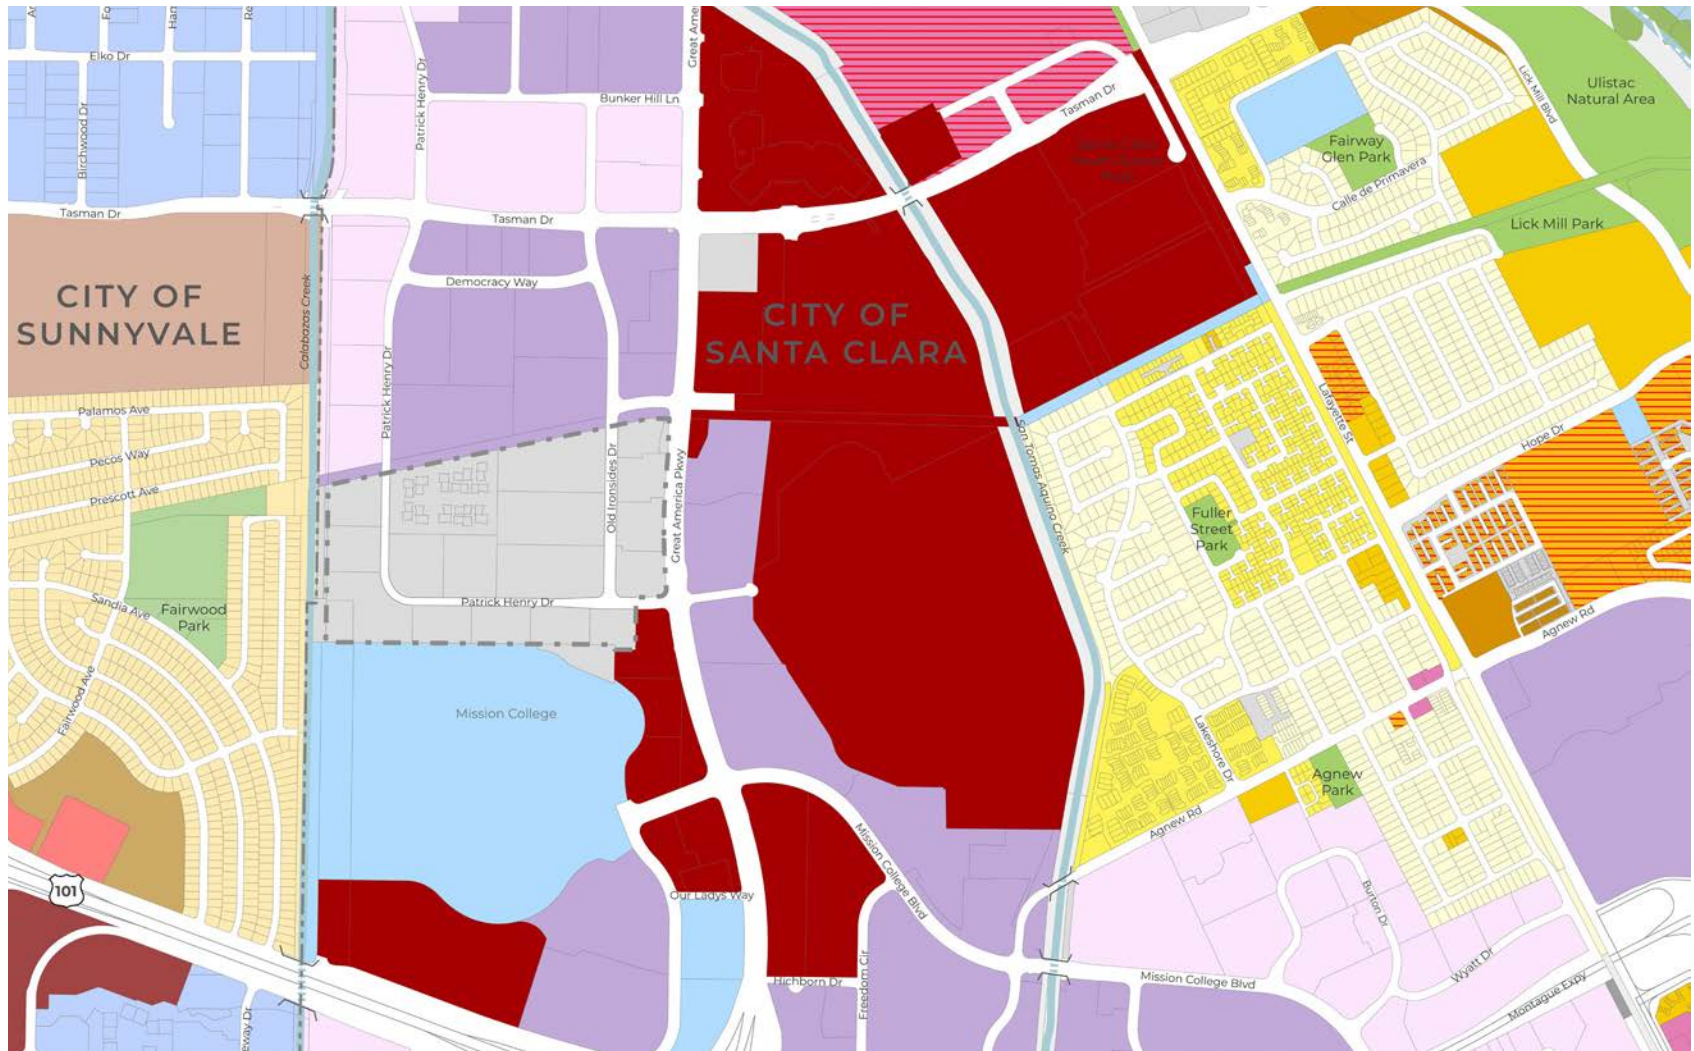 Elko Dr
Birchwood Dr
Tasman Dr
Patrick Henry Dr
Bunker Hill Ln
Great Ame
Tasman Dr
Tasman Dr
Lick Mill Blvd
Ulistac
Natural Area
Fairway
Glen Park
Calle de Primavera
Lick Mill Park
CITY OF
SUNNYVALE
Calabazas Creek
Democracy Way
CITY OF
SANTA CLARA
Patrick Henry Dr
Palamos Ave
Pecos Way
Prescott Ave
Old Ironsides Dr
Great America Pkwy
San Tomas Aquino Creek
Lafayette St
Hope Dr
Fuller
Street
Park
Sandia Ave
Fairwood
Park
Patrick Henry Dr
Agnew Rd
Fairwood Ave
Mission College
Lakeshore Dr
Agnew
Park
Agnew Rd
101
Our Ladys Way
Mission College Blvd
Burton Dr
Wyatt Dr
Hichborn Dr
Freedom Cir
Mission College Blvd
Montague Expy
eway Dr